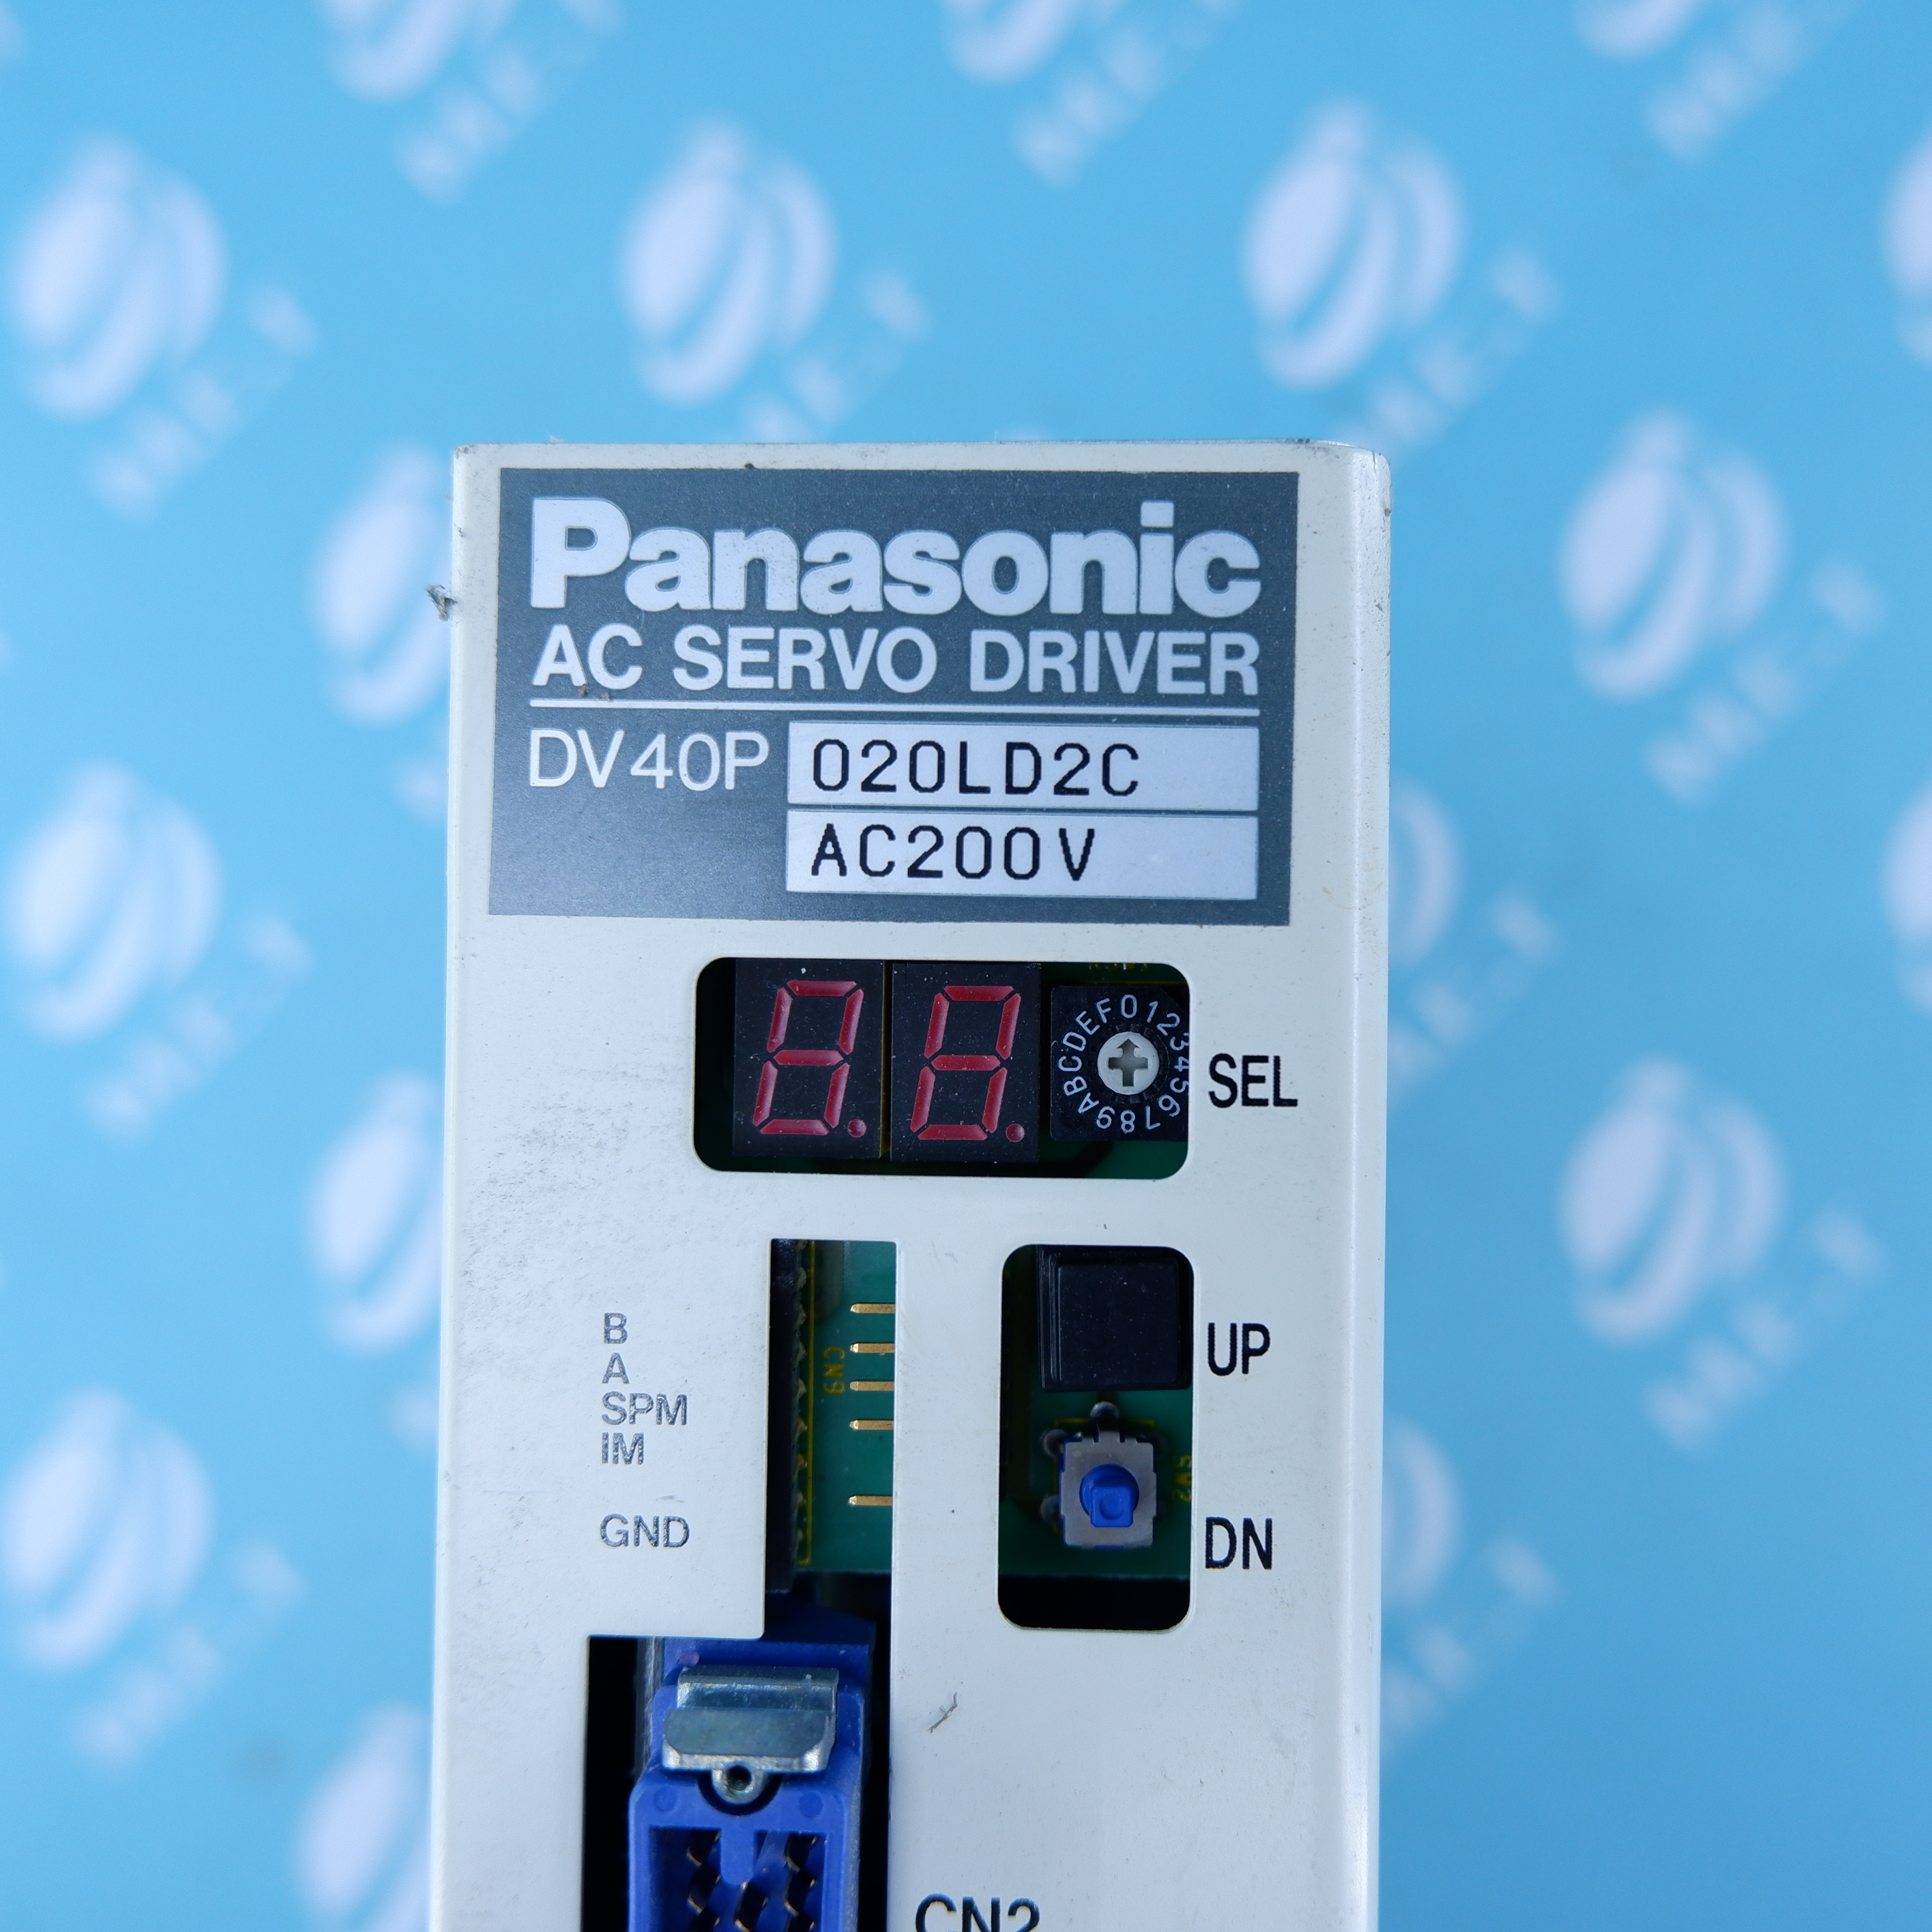 Panasonic
AC SERVO DRIVER
DV40P 020LD2C
AC200V
0123456789ABCDEF
SEL
B
A
SPM
IM
GND
CN9
UP
DN
CN2